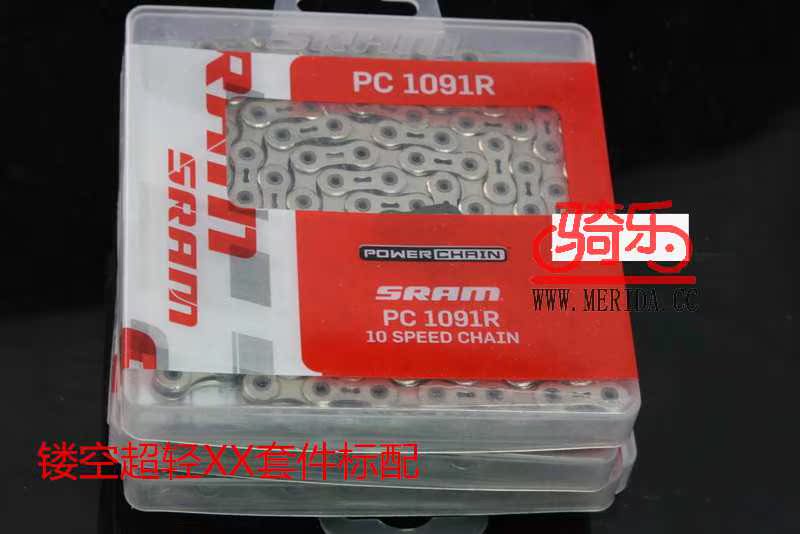 SRAM
PC 1091R
SRAM
POWERCHAIN
骑乐
WWW.MERIDA.CC
SRAM
PC 1091R
10 SPEED CHAIN
镂空超轻XX套件标配